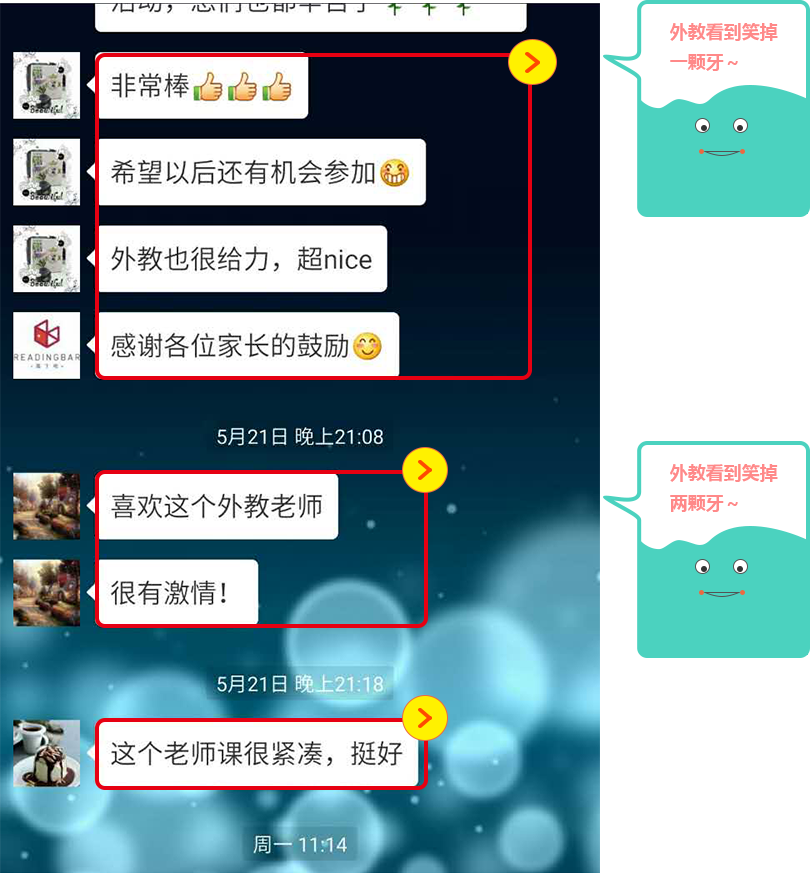 外教看到笑掉
一颗牙～
非常棒👍👍👍
希望以后还有机会参加😁
外教也很给力，超nice
READINGBAR
感谢各位家长的鼓励😊
5月21日 晚上21:08
外教看到笑掉
两颗牙～
喜欢这个外教老师
很有激情！
5月21日 晚上21:18
这个老师课很紧凑，挺好
周一 11:14